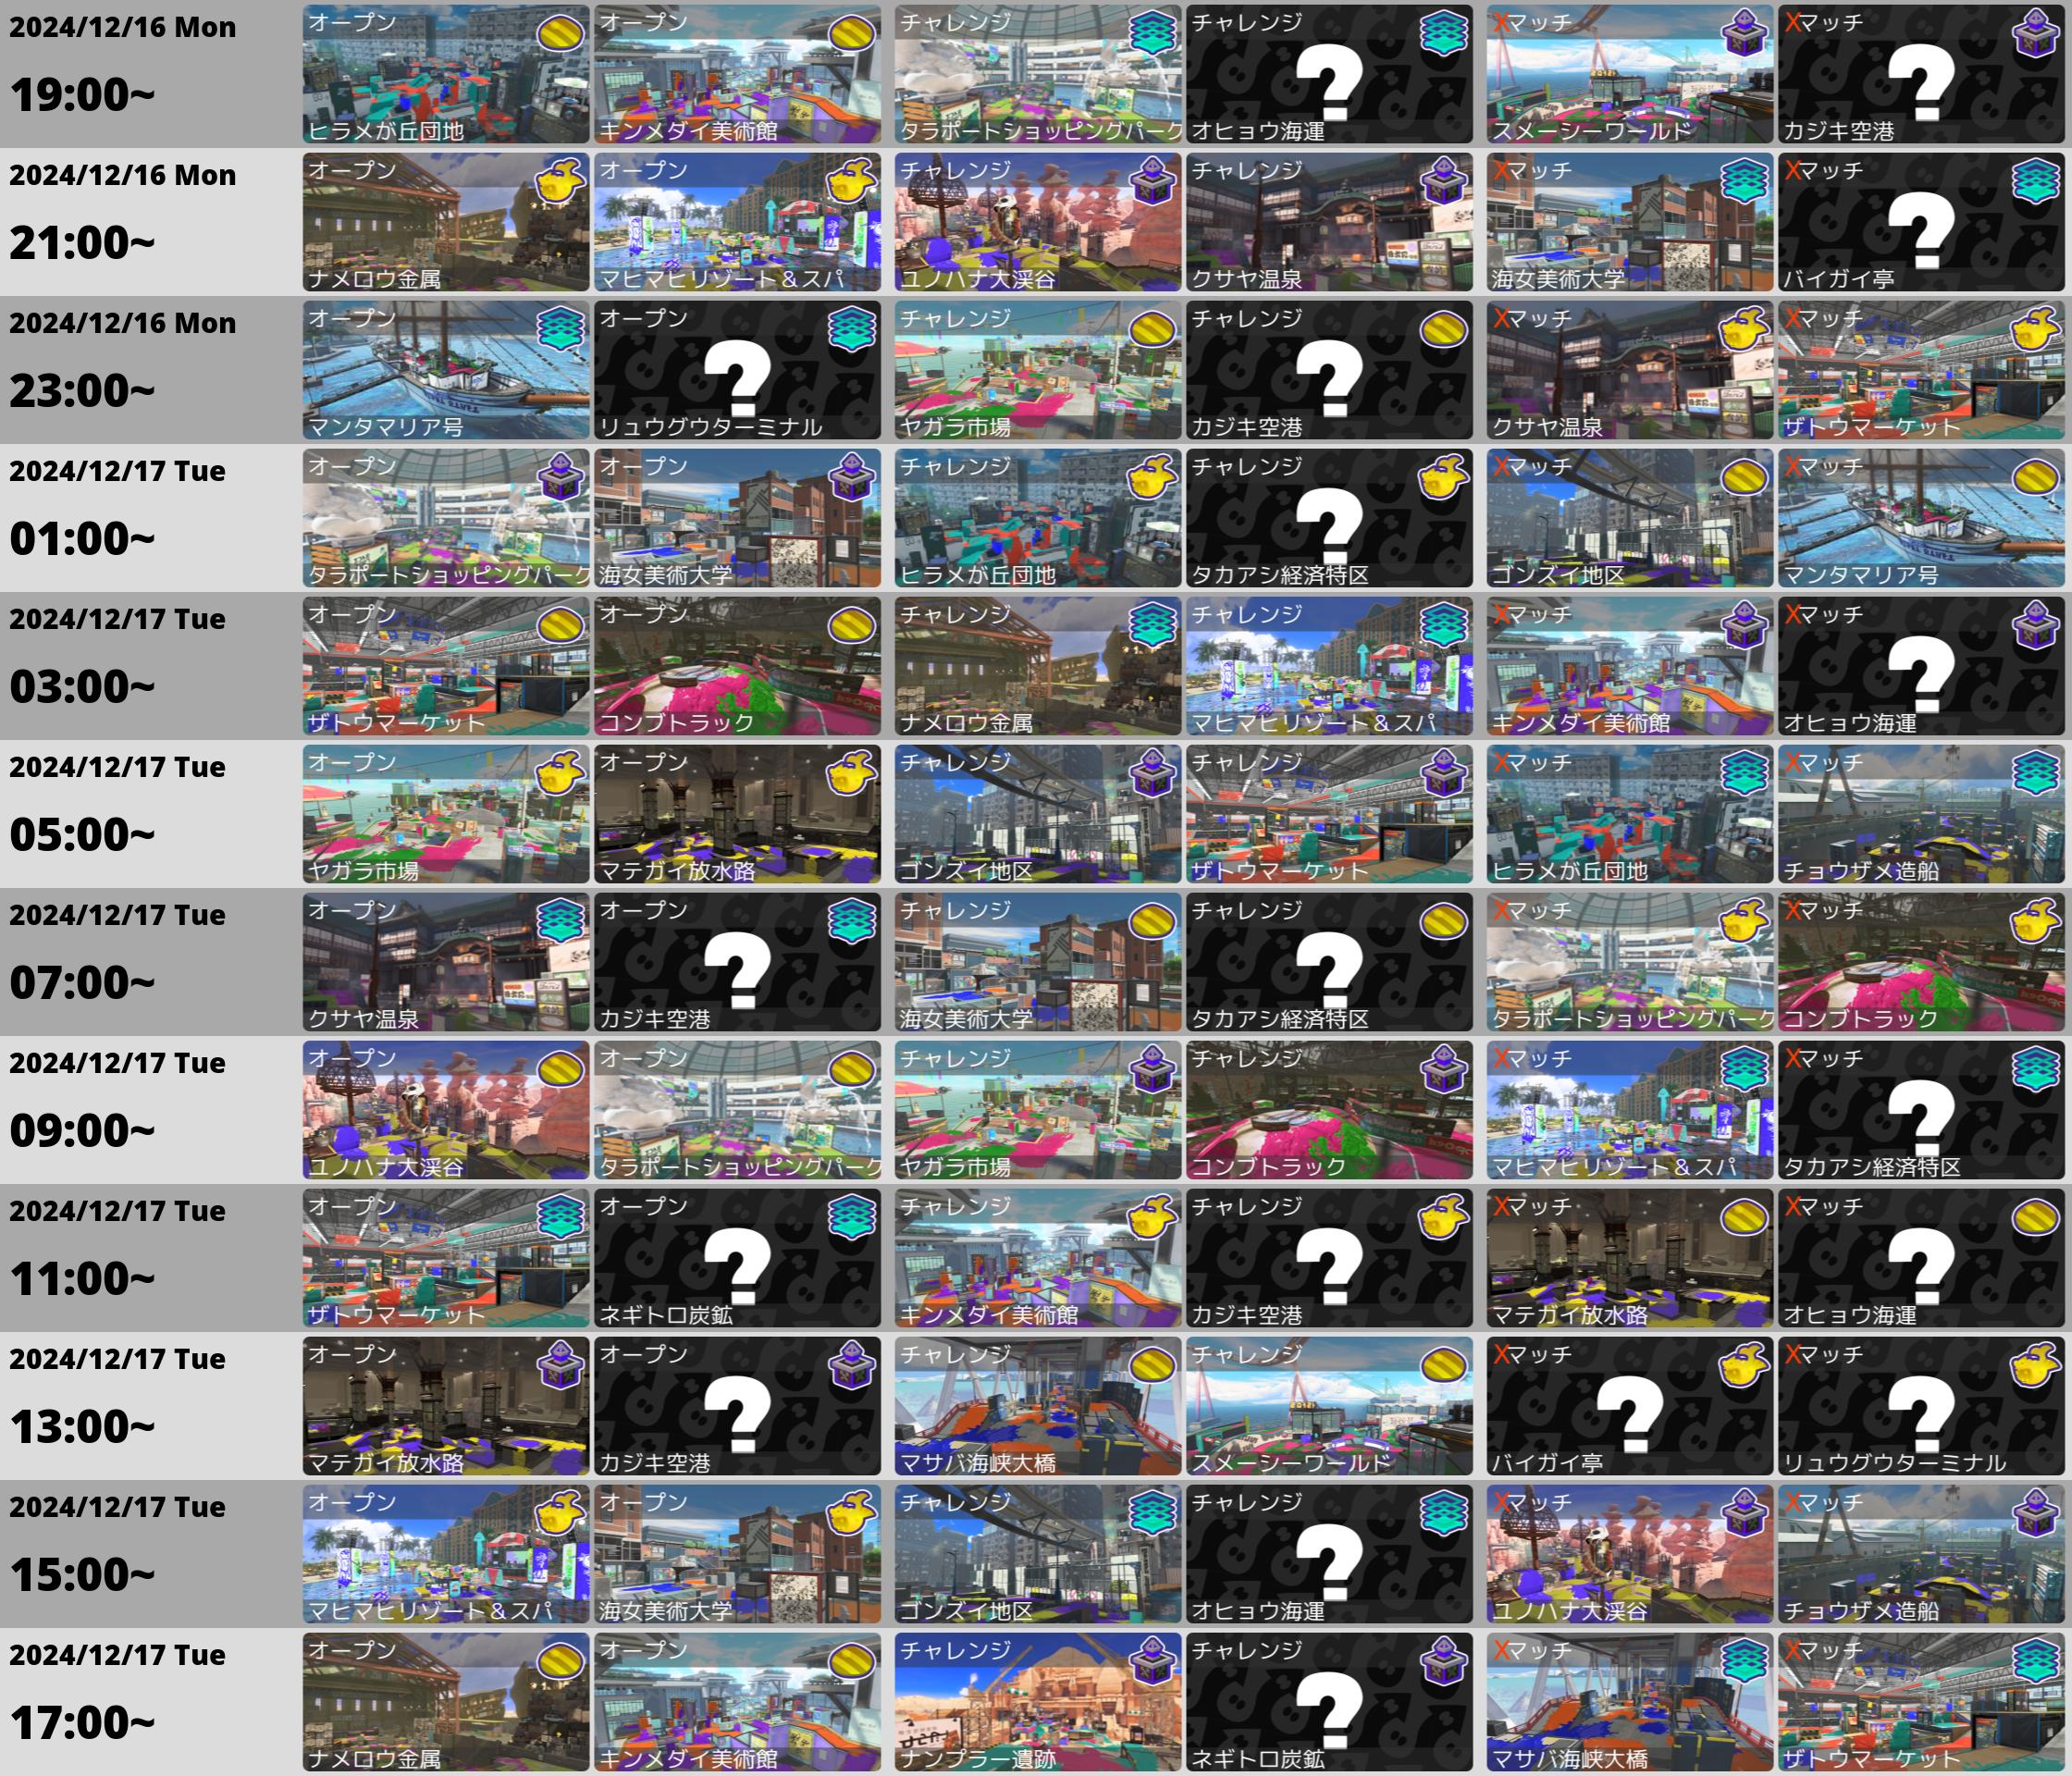 2024/12/16 Mon
19:00~
オープン
ヒラメが丘団地
オープン
キンメダイ美術館
チャレンジ
タラポートショッピングパーク
チャレンジ
オヒョウ海運
Xマッチ
スメーシーワールド
Xマッチ
カジキ空港
2024/12/16 Mon
21:00~
オープン
ナメロウ金属
オープン
マヒマヒリゾート＆スパ
チャレンジ
ユノハナ大渓谷
チャレンジ
クサヤ温泉
Xマッチ
海女美術大学
Xマッチ
バイガイ亭
2024/12/16 Mon
23:00~
オープン
マンタマリア号
オープン
リュウグウターミナル
チャレンジ
ヤガラ市場
チャレンジ
カジキ空港
Xマッチ
クサヤ温泉
Xマッチ
ザトウマーケット
2024/12/17 Tue
01:00~
オープン
タラポートショッピングパーク
オープン
海女美術大学
チャレンジ
ヒラメが丘団地
チャレンジ
タカアシ経済特区
Xマッチ
ゴンズイ地区
Xマッチ
マンタマリア号
2024/12/17 Tue
03:00~
オープン
ザトウマーケット
オープン
コンブトラック
チャレンジ
ナメロウ金属
チャレンジ
マヒマヒリゾート＆スパ
Xマッチ
キンメダイ美術館
Xマッチ
オヒョウ海運
2024/12/17 Tue
05:00~
オープン
ヤガラ市場
オープン
マテガイ放水路
チャレンジ
ゴンズイ地区
チャレンジ
ザトウマーケット
Xマッチ
ヒラメが丘団地
Xマッチ
チョウザメ造船
2024/12/17 Tue
07:00~
オープン
クサヤ温泉
オープン
カジキ空港
チャレンジ
海女美術大学
チャレンジ
タカアシ経済特区
Xマッチ
タラポートショッピングパーク
Xマッチ
コンブトラック
2024/12/17 Tue
09:00~
オープン
ユノハナ大渓谷
オープン
タラポートショッピングパーク
チャレンジ
ヤガラ市場
チャレンジ
コンブトラック
Xマッチ
マヒマヒリゾート＆スパ
Xマッチ
タカアシ経済特区
2024/12/17 Tue
11:00~
オープン
ザトウマーケット
オープン
ネギトロ炭鉱
チャレンジ
キンメダイ美術館
チャレンジ
カジキ空港
Xマッチ
マテガイ放水路
Xマッチ
オヒョウ海運
2024/12/17 Tue
13:00~
オープン
マテガイ放水路
オープン
カジキ空港
チャレンジ
マサバ海峡大橋
チャレンジ
スメーシーワールド
Xマッチ
バイガイ亭
Xマッチ
リュウグウターミナル
2024/12/17 Tue
15:00~
オープン
マヒマヒリゾート＆スパ
オープン
海女美術大学
チャレンジ
ゴンズイ地区
チャレンジ
オヒョウ海運
Xマッチ
ユノハナ大渓谷
Xマッチ
チョウザメ造船
2024/12/17 Tue
17:00~
オープン
ナメロウ金属
オープン
キンメダイ美術館
チャレンジ
ナンプラー遺跡
チャレンジ
ネギトロ炭鉱
Xマッチ
マサバ海峡大橋
Xマッチ
ザトウマーケット